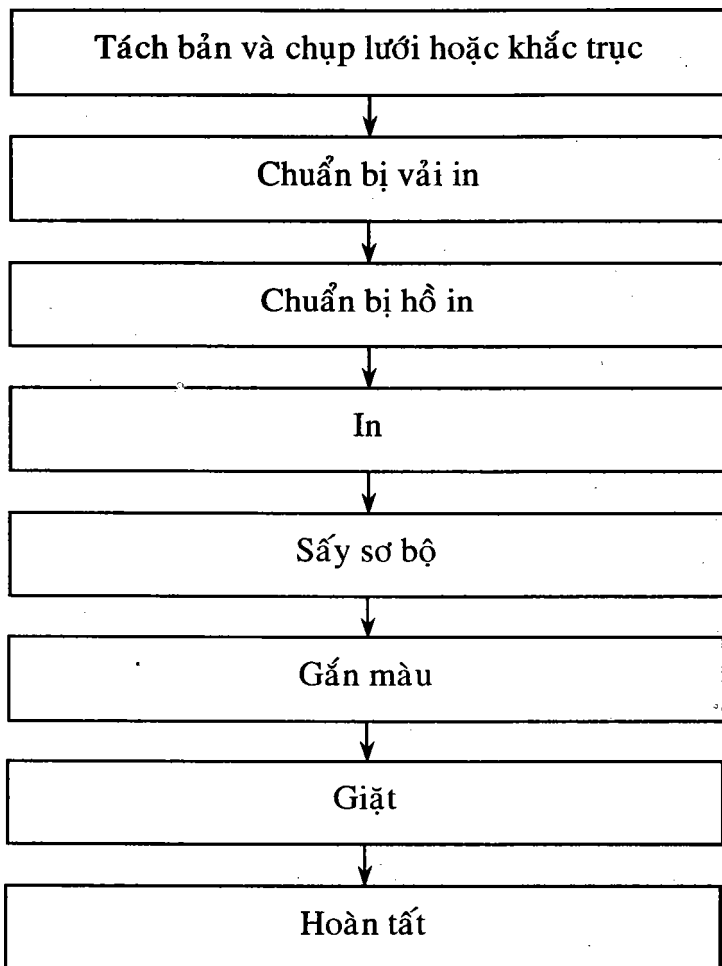 Tách bản và chụp lưới hoặc khắc trục
Chuẩn bị vải in
Chuẩn bị hồ in
In
Sấy sơ bộ
Gắn màu
Giặt
Hoàn tất